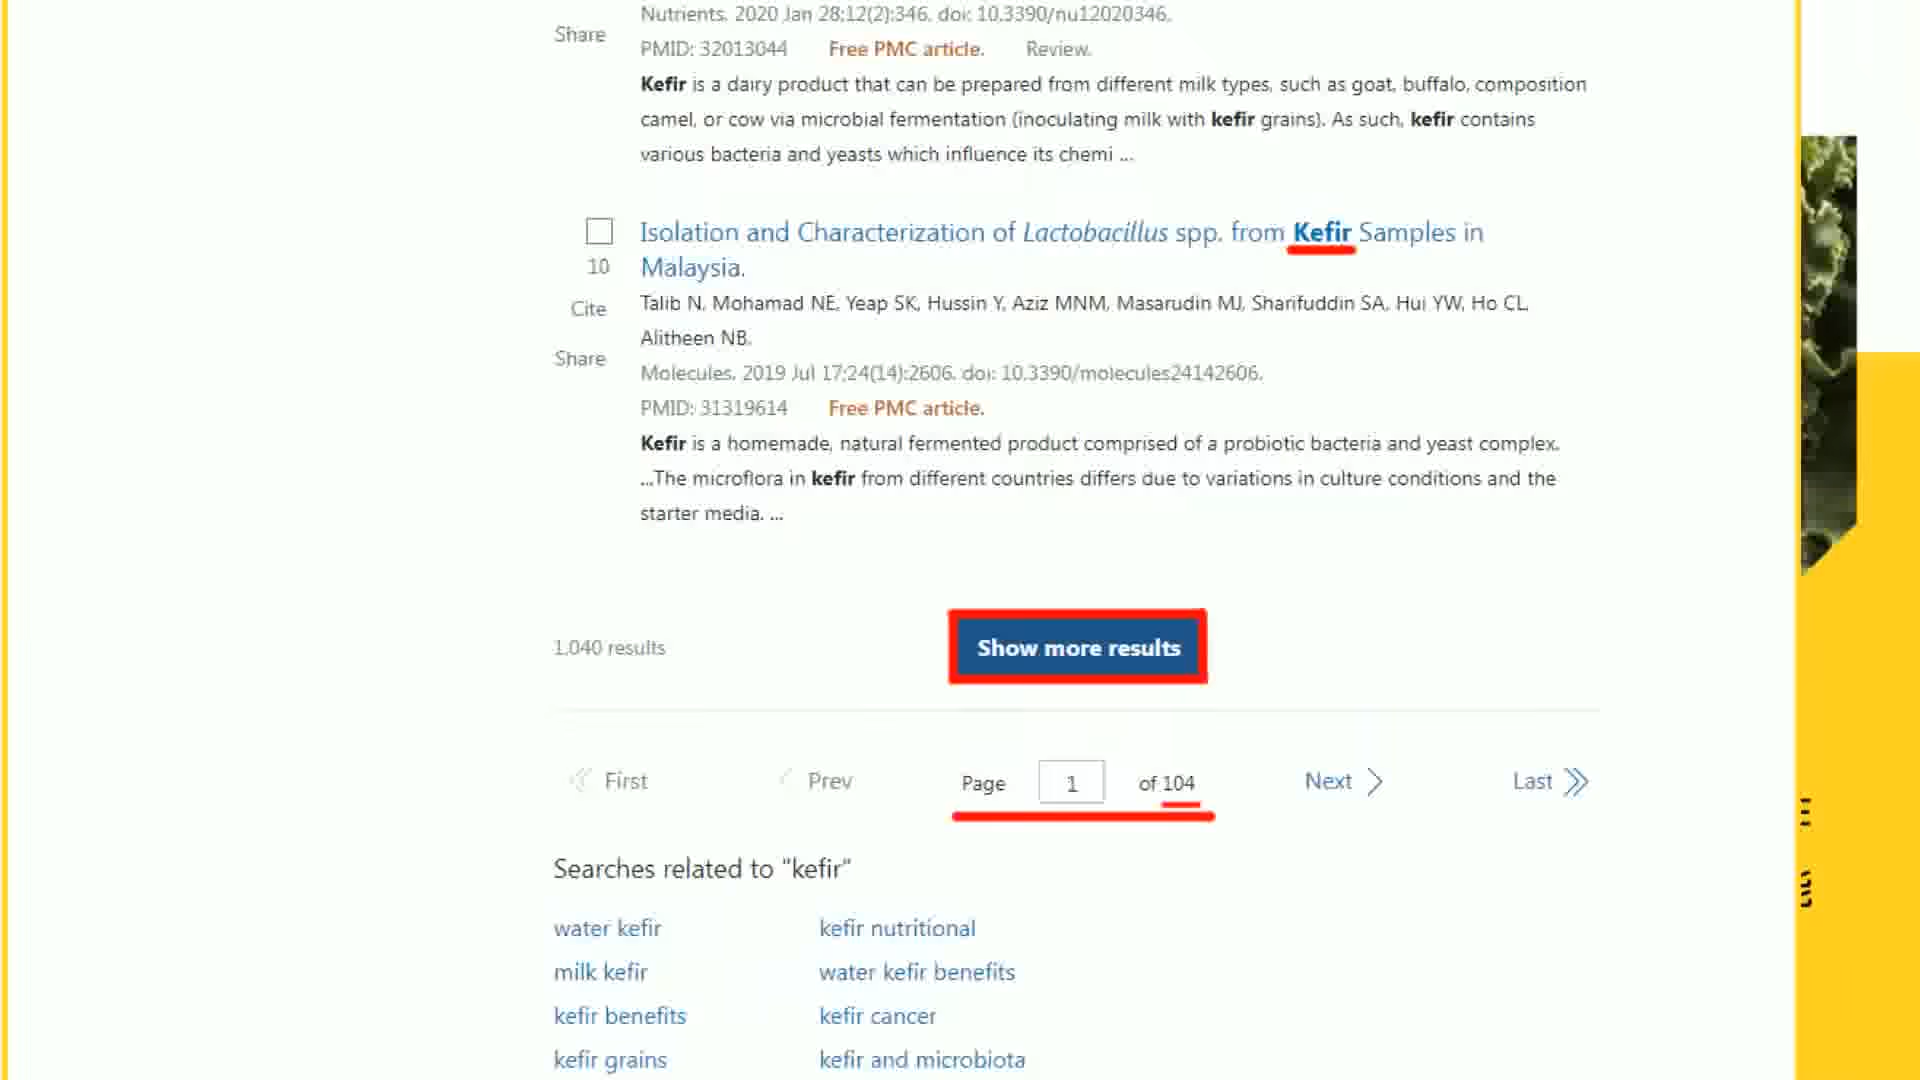 Nutrients. 2020 Jan 28;12(2):346. doi: 10.3390/nu12020346.
Share
PMID: 32013044 Free PMC article. Review.
Kefir is a dairy product that can be prepared from different milk types, such as goat, buffalo, composition
camel, or cow via microbial fermentation (inoculating milk with kefir grains). As such, kefir contains
various bacteria and yeasts which influence its chemi ...
Isolation and Characterization of Lactobacillus spp. from Kefir Samples in
10 Malaysia.
Cite Talib N, Mohamad NE, Yeap SK, Hussin Y, Aziz MNM, Masarudin MJ, Sharifuddin SA, Hui YW, Ho CL,
Alitheen NB.
Share
Molecules. 2019 Jul 17;24(14):2606. doi: 10.3390/molecules24142606.
PMID: 31319614 Free PMC article.
Kefir is a homemade, natural fermented product comprised of a probiotic bacteria and yeast complex.
...The microflora in kefir from different countries differs due to variations in culture conditions and the
starter media. ...
1,040 results Show more results
First Prev Page 1 of 104 Next Last
Searches related to "kefir"
water kefir kefir nutritional
milk kefir water kefir benefits
kefir benefits kefir cancer
kefir grains kefir and microbiota